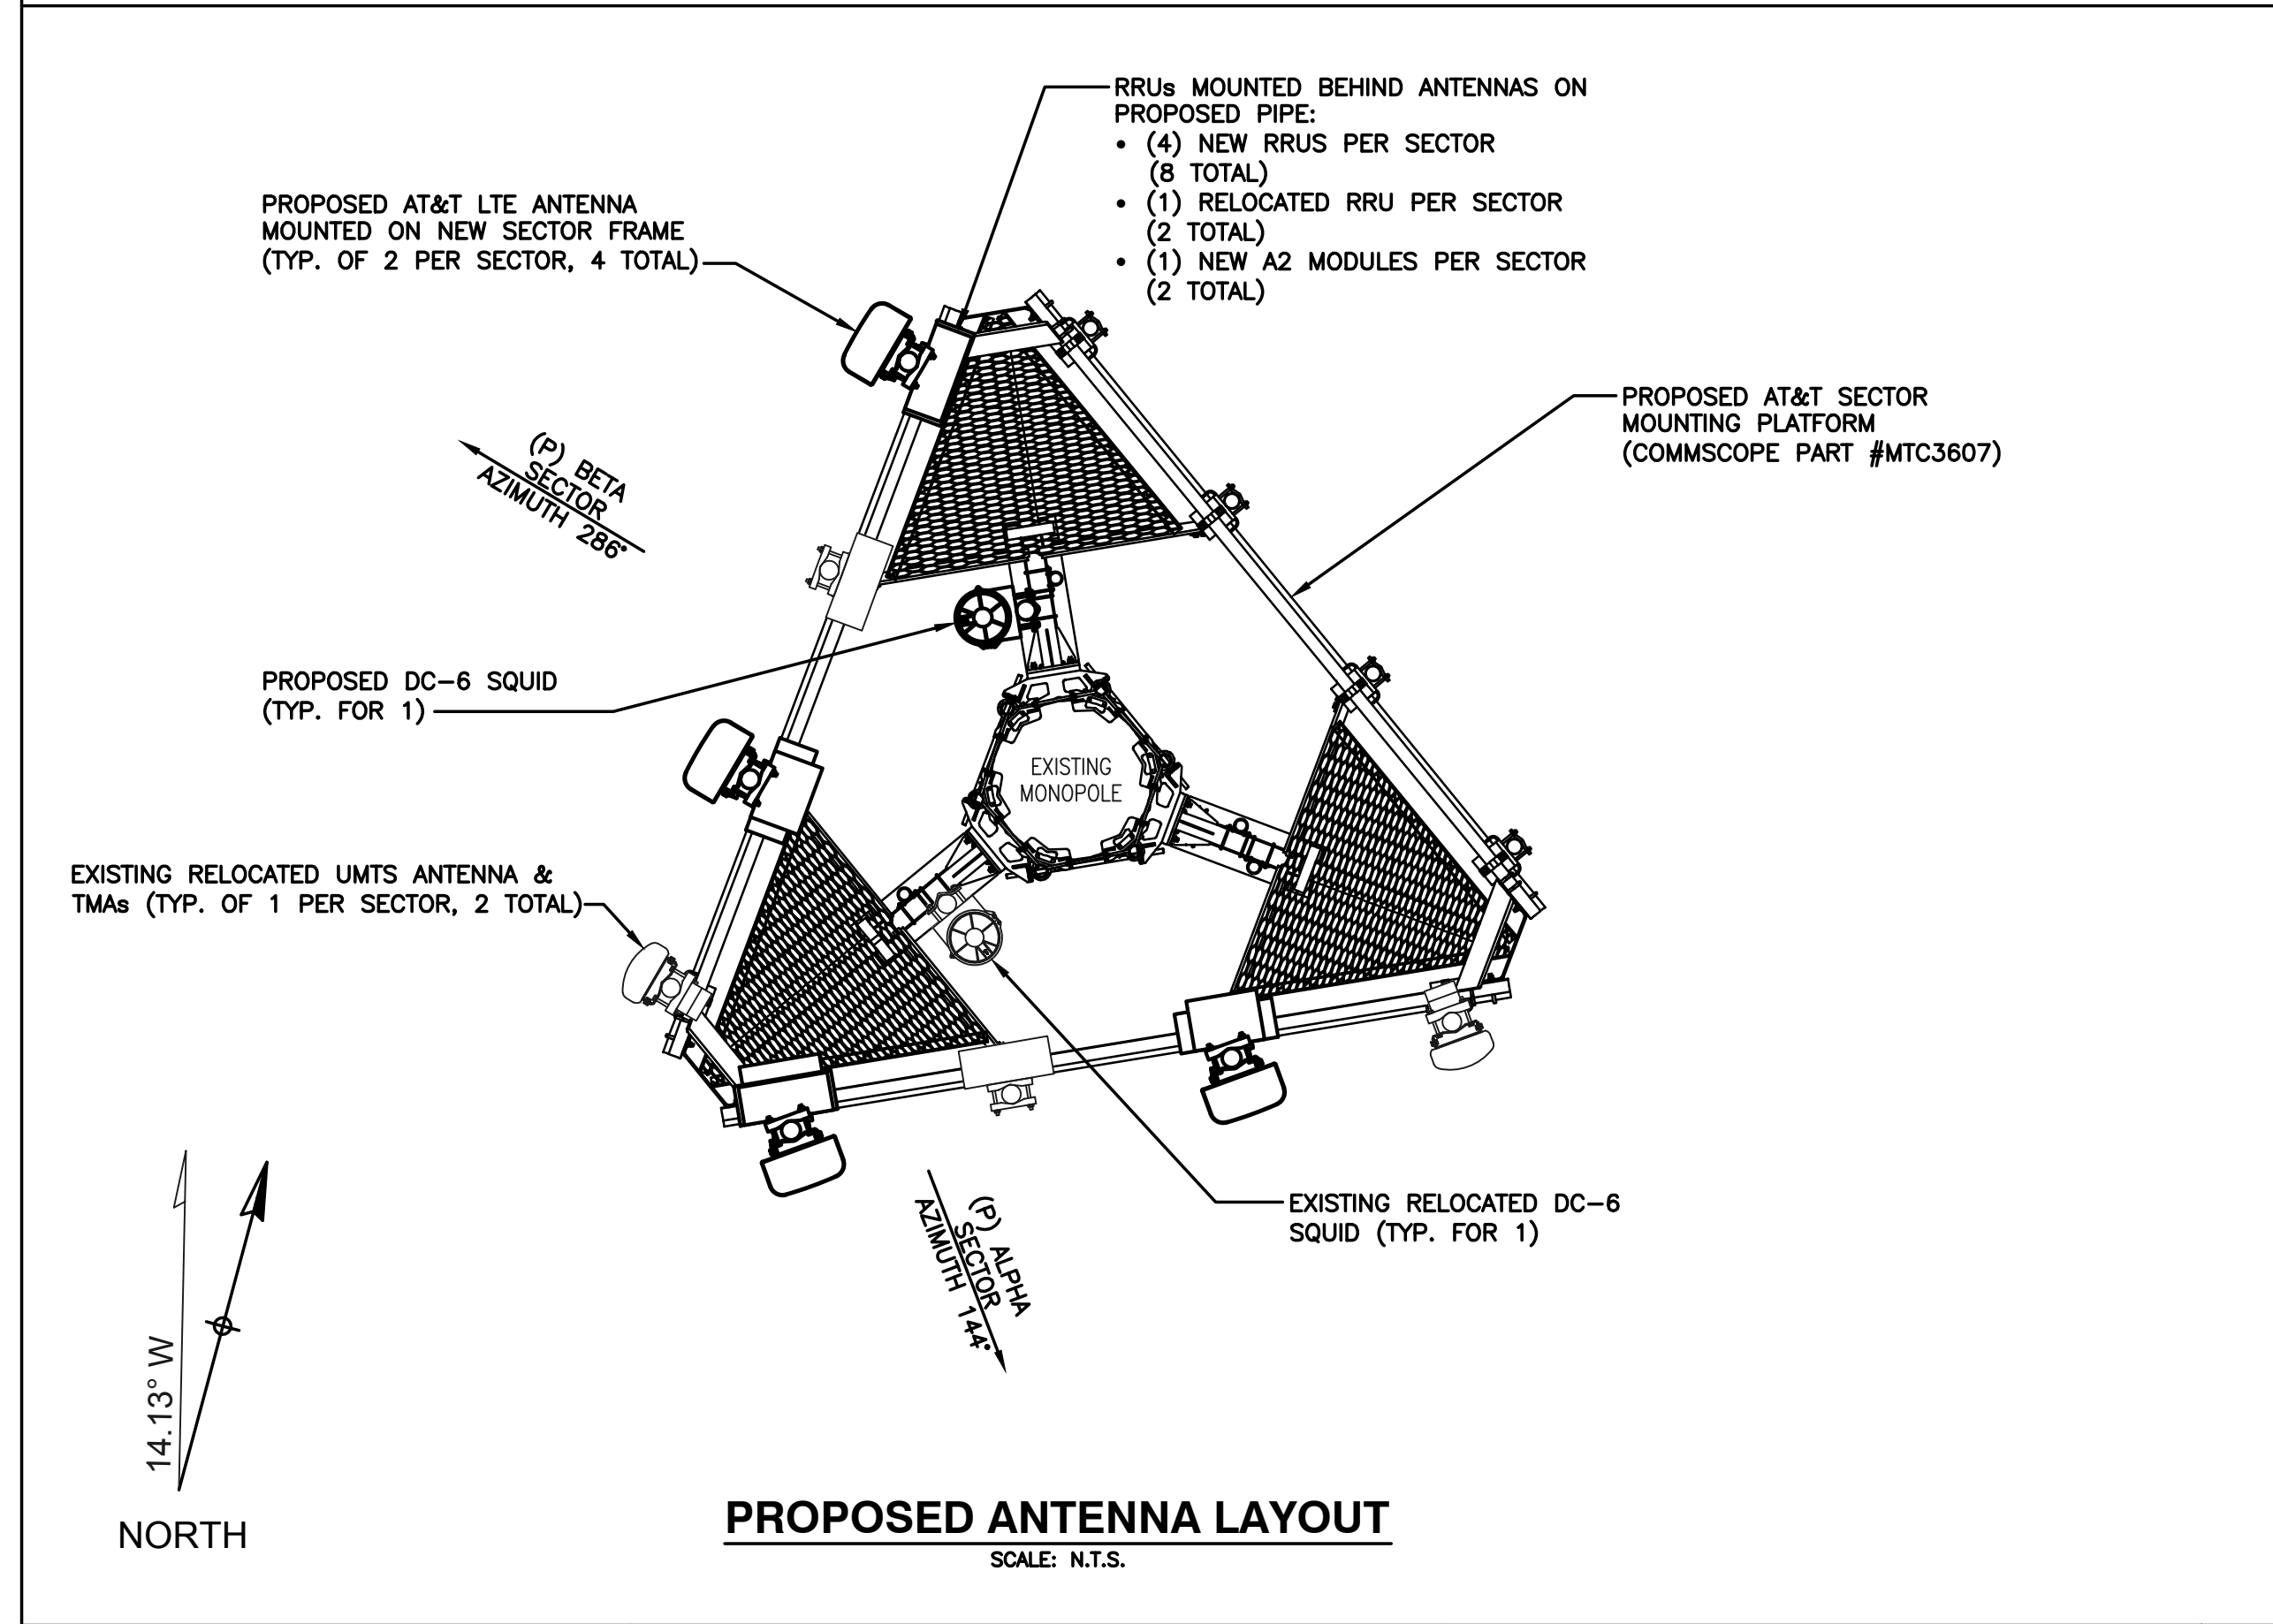 RRUs MOUNTED BEHIND ANTENNAS ON
PROPOSED PIPE:
• (4) NEW RRUS PER SECTOR
(8 TOTAL)
• (1) RELOCATED RRU PER SECTOR
(2 TOTAL)
• (1) NEW A2 MODULES PER SECTOR
(2 TOTAL)
PROPOSED AT&T LTE ANTENNA
MOUNTED ON NEW SECTOR FRAME
(TYP. OF 2 PER SECTOR, 4 TOTAL)
PROPOSED AT&T SECTOR
MOUNTING PLATFORM
(COMMSCOPE PART #MTC3607)
(P) BETA
SECTOR
AZIMUTH 286°
PROPOSED DC-6 SQUID
(TYP. FOR 1)
EXISTING
MONOPOLE
EXISTING RELOCATED UMTS ANTENNA &
TMAs (TYP. OF 1 PER SECTOR, 2 TOTAL)
EXISTING RELOCATED DC-6
SQUID (TYP. FOR 1)
(P) ALPHA
SECTOR
AZIMUTH 144°
14.13° W
NORTH
PROPOSED ANTENNA LAYOUT
SCALE: N.T.S.